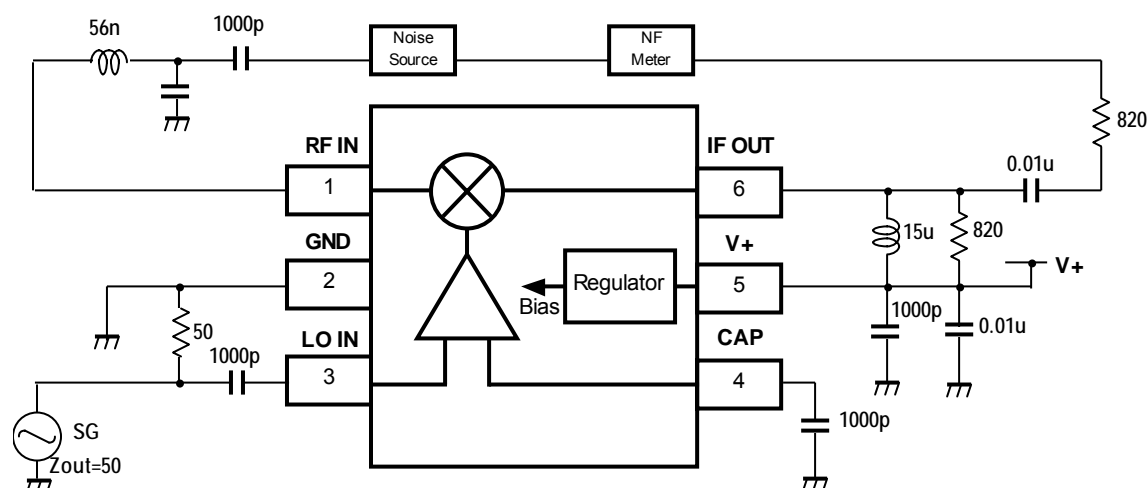 56n
1000p
Noise
Source
NF
Meter
820
RF IN
1
IF OUT
6
0.01u
15u
820
GND
2
V+
5
V+
Regulator
Bias
50
1000p
LO IN
3
1000p
0.01u
CAP
4
1000p
SG
Zout=50